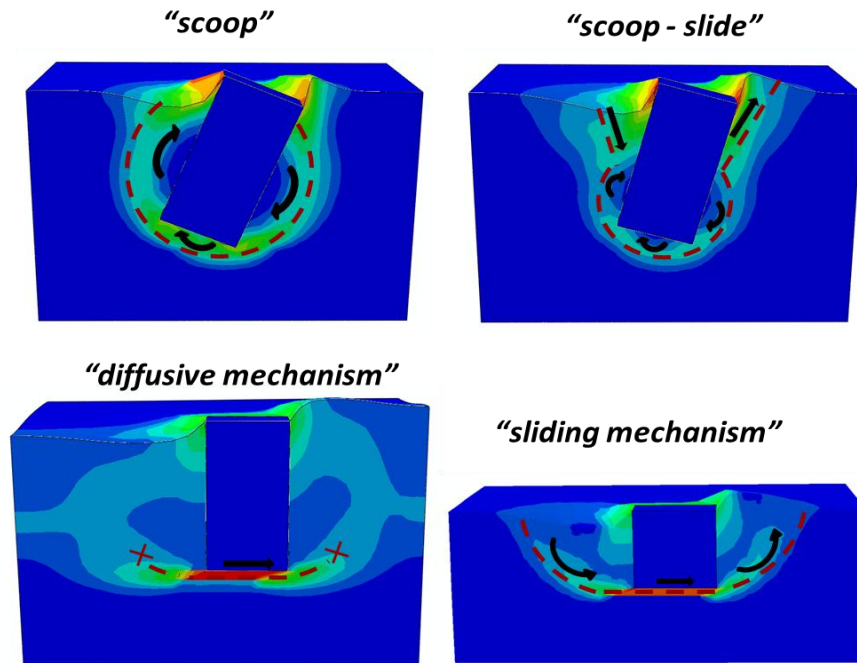 “scoop”
“scoop - slide”
“diffusive mechanism”
“sliding mechanism”